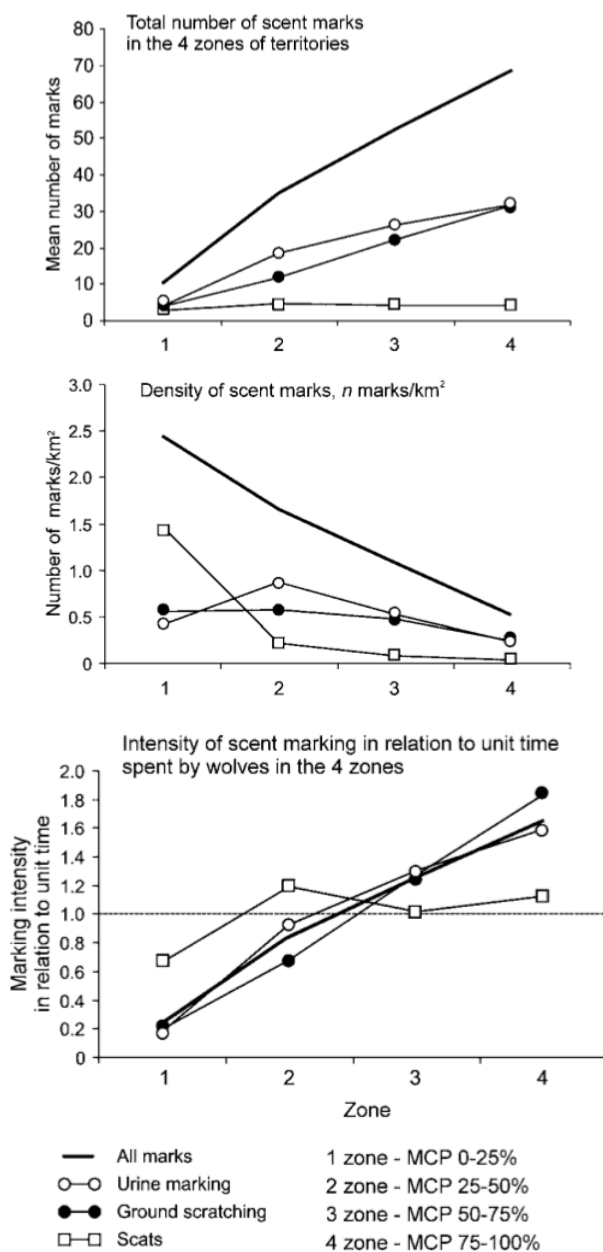 Total number of scent marks
in the 4 zones of territories
Mean number of marks
80
70
60
50
40
30
20
10
0
1 2 3 4
Density of scent marks, n marks/km²
Number of marks/km²
3.0
2.5
2.0
1.5
1.0
0.5
0
1 2 3 4
Intensity of scent marking in relation to unit time
spent by wolves in the 4 zones
Marking intensity
in relation to unit time
2.0
1.8
1.6
1.4
1.2
1.0
0.8
0.6
0.4
0.2
0
1 2 3 4
Zone
All marks 1 zone - MCP 0-25%
Urine marking 2 zone - MCP 25-50%
Ground scratching 3 zone - MCP 50-75%
Scats 4 zone - MCP 75-100%